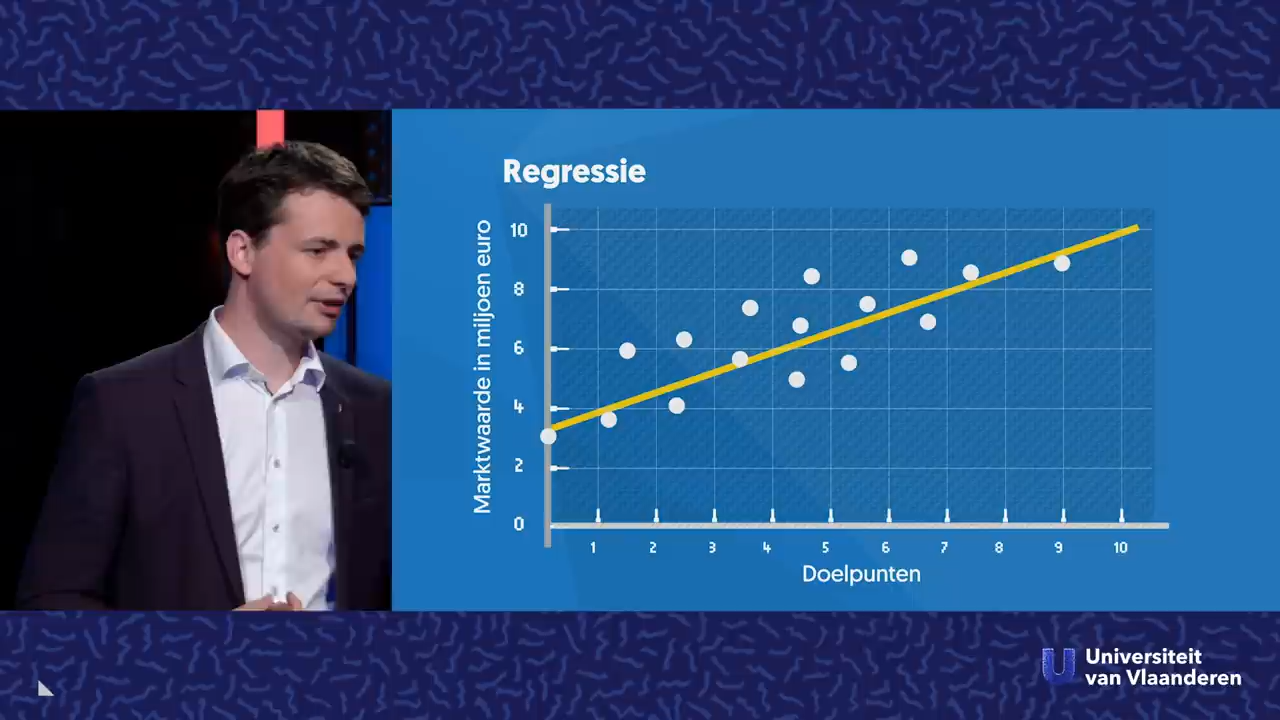 Regressie
Marktwaarde in miljoen euro
10
8
6
4
2
0
1 2 3 4 5 6 7 8 9 10
Doelpunten
Universiteit
van Vlaanderen